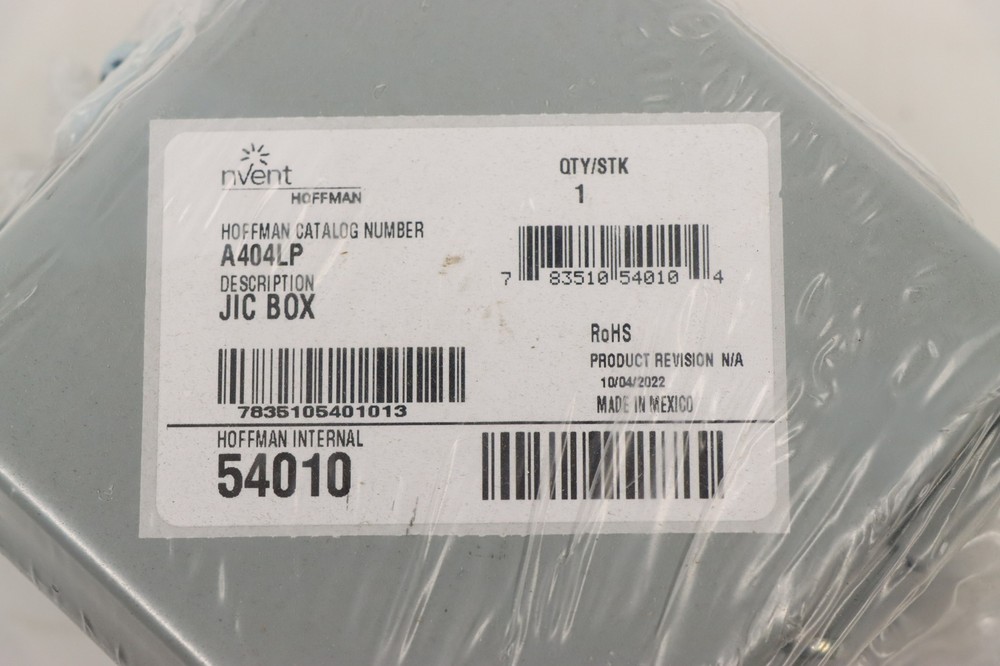 nvent
HOFFMAN
QTY/STK
1
HOFFMAN CATALOG NUMBER
A404LP
DESCRIPTION
JIC BOX
7 83510 54010 4
RoHS
PRODUCT REVISION N/A
10/04/2022
MADE IN MEXICO
7835105401013
HOFFMAN INTERNAL
54010